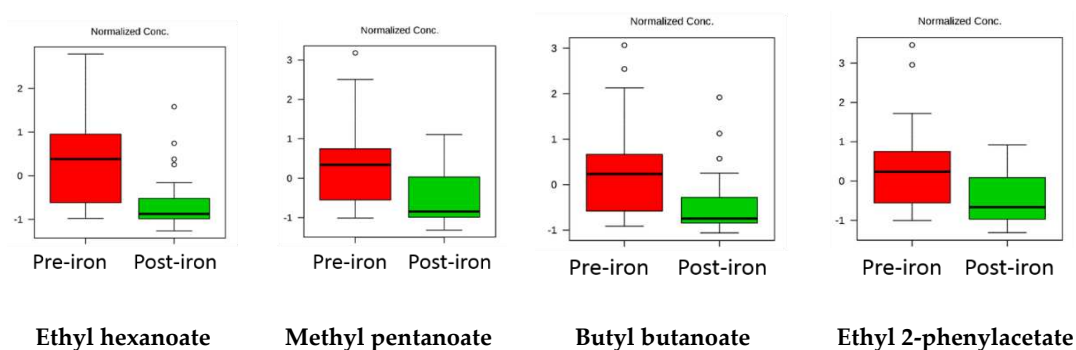 Normalized Conc.
2
1
0
-1
Pre-iron Post-iron
Ethyl hexanoate
Normalized Conc.
3
2
1
0
-1
Pre-iron Post-iron
Methyl pentanoate
Normalized Conc.
3
2
1
0
-1
Pre-iron Post-iron
Butyl butanoate
Normalized Conc.
3
2
1
0
-1
Pre-iron Post-iron
Ethyl 2-phenylacetate